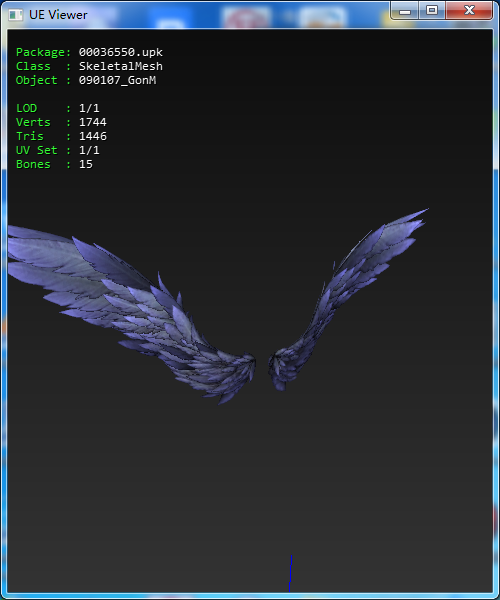 UE Viewer
Package: 00036550.upk
Class : SkeletalMesh
Object : 090107_GonM
LOD : 1/1
Verts : 1744
Tris : 1446
UV Set : 1/1
Bones : 15